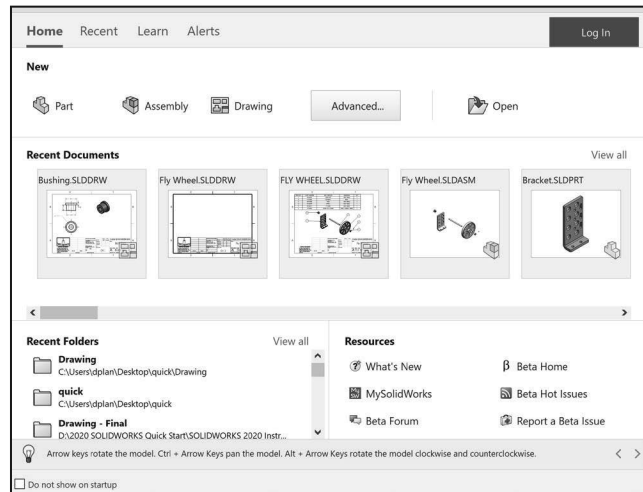 Home Recent Learn Alerts Log In
New
Part Assembly Drawing Advanced... Open
Recent Documents View all
Bushing.SLDDRW Fly Wheel.SLDDRW FLY WHEEL.SLDDRW Fly Wheel.SLDASM Bracket.SLDPRT
Recent Folders View all
Drawing
C:\Users\dplan\Desktop\quick\Drawing
quick
C:\Users\dplan\Desktop\quick
Drawing - Final
D:\2020 SOLIDWORKS Quick Start\SOLIDWORKS 2020 Instr...
Resources
What's New β Beta Home
MySolidWorks Beta Hot Issues
Beta Forum Report a Beta Issue
Arrow keys rotate the model. Ctrl + Arrow Keys pan the model. Alt + Arrow Keys rotate the model clockwise and counterclockwise.
Do not show on startup